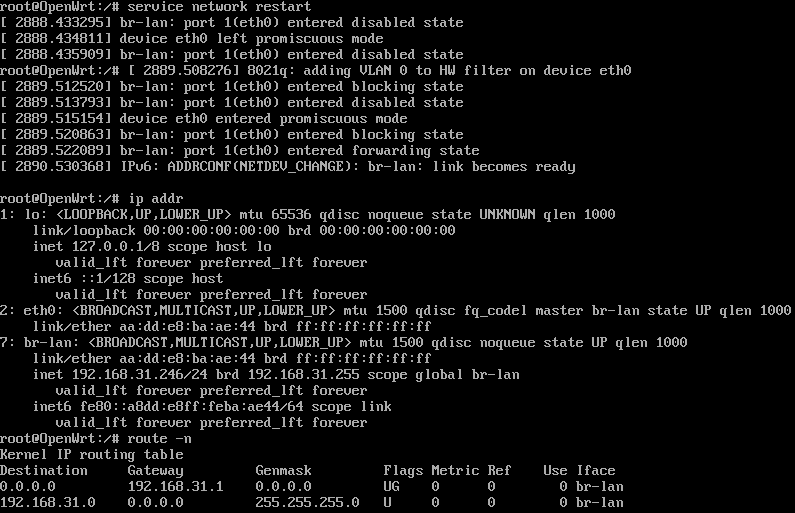 root@OpenWrt:/# service network restart
[ 2888.433295] br-lan: port 1(eth0) entered disabled state
[ 2888.434811] device eth0 left promiscuous mode
[ 2888.435909] br-lan: port 1(eth0) entered disabled state
root@OpenWrt:/# [ 2889.508276] 8021q: adding VLAN 0 to HW filter on device eth0
[ 2889.512520] br-lan: port 1(eth0) entered blocking state
[ 2889.513793] br-lan: port 1(eth0) entered disabled state
[ 2889.515154] device eth0 entered promiscuous mode
[ 2889.520863] br-lan: port 1(eth0) entered blocking state
[ 2889.522089] br-lan: port 1(eth0) entered forwarding state
[ 2890.530368] IPv6: ADDRCONF(NETDEV_CHANGE): br-lan: link becomes ready
root@OpenWrt:/# ip addr
1: lo: <LOOPBACK,UP,LOWER_UP> mtu 65536 qdisc noqueue state UNKNOWN qlen 1000
    link/loopback 00:00:00:00:00:00 brd 00:00:00:00:00:00
    inet 127.0.0.1/8 scope host lo
       valid_lft forever preferred_lft forever
    inet6 ::1/128 scope host
       valid_lft forever preferred_lft forever
2: eth0: <BROADCAST,MULTICAST,UP,LOWER_UP> mtu 1500 qdisc fq_codel master br-lan state UP qlen 1000
    link/ether aa:dd:e8:ba:ae:44 brd ff:ff:ff:ff:ff:ff
7: br-lan: <BROADCAST,MULTICAST,UP,LOWER_UP> mtu 1500 qdisc noqueue state UP qlen 1000
    link/ether aa:dd:e8:ba:ae:44 brd ff:ff:ff:ff:ff:ff
    inet 192.168.31.246/24 brd 192.168.31.255 scope global br-lan
       valid_lft forever preferred_lft forever
    inet6 fe80::a8dd:e8ff:feba:ae44/64 scope link
       valid_lft forever preferred_lft forever
root@OpenWrt:/# route -n
Kernel IP routing table
Destination     Gateway         Genmask         Flags Metric Ref    Use Iface
0.0.0.0         192.168.31.1    0.0.0.0         UG    0      0        0 br-lan
192.168.31.0    0.0.0.0         255.255.255.0   U     0      0        0 br-lan